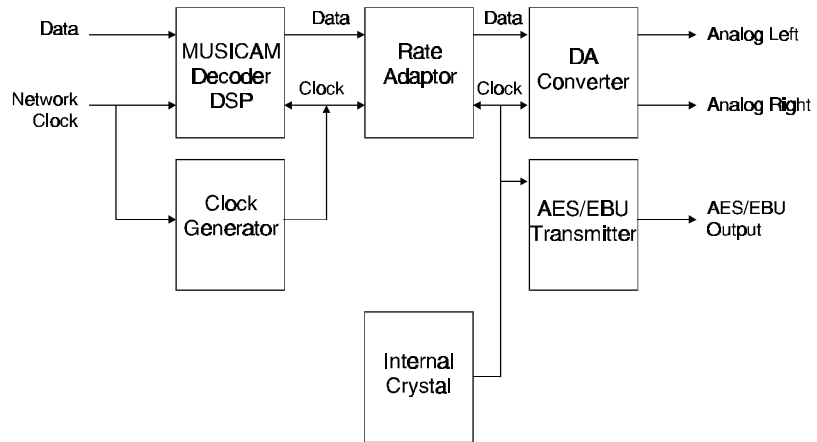 Data
Network
Clock
MUSICAM
Decoder
DSP
Data
Clock
Clock
Generator
Rate
Adaptor
Data
Clock
DA
Converter
AES/EBU
Transmitter
Internal
Crystal
Analog Left
Analog Right
AES/EBU
Output